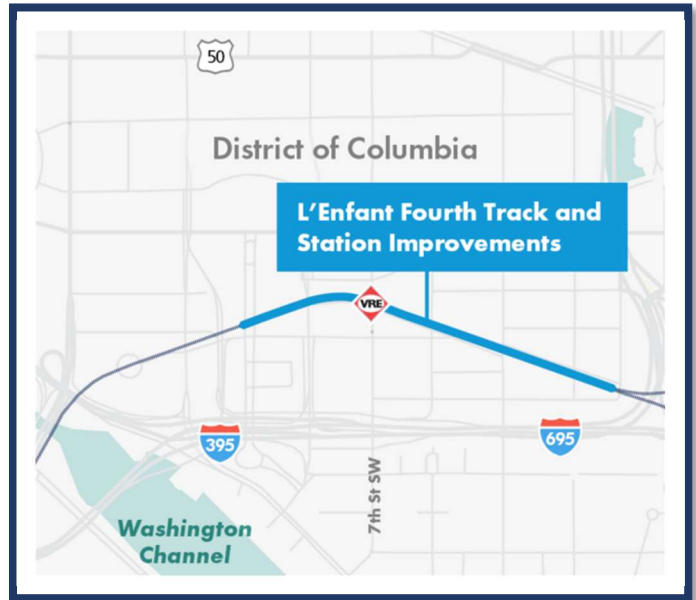 50
District of Columbia
L'Enfant Fourth Track and
Station Improvements
VRE
395
695
7th St SW
Washington
Channel